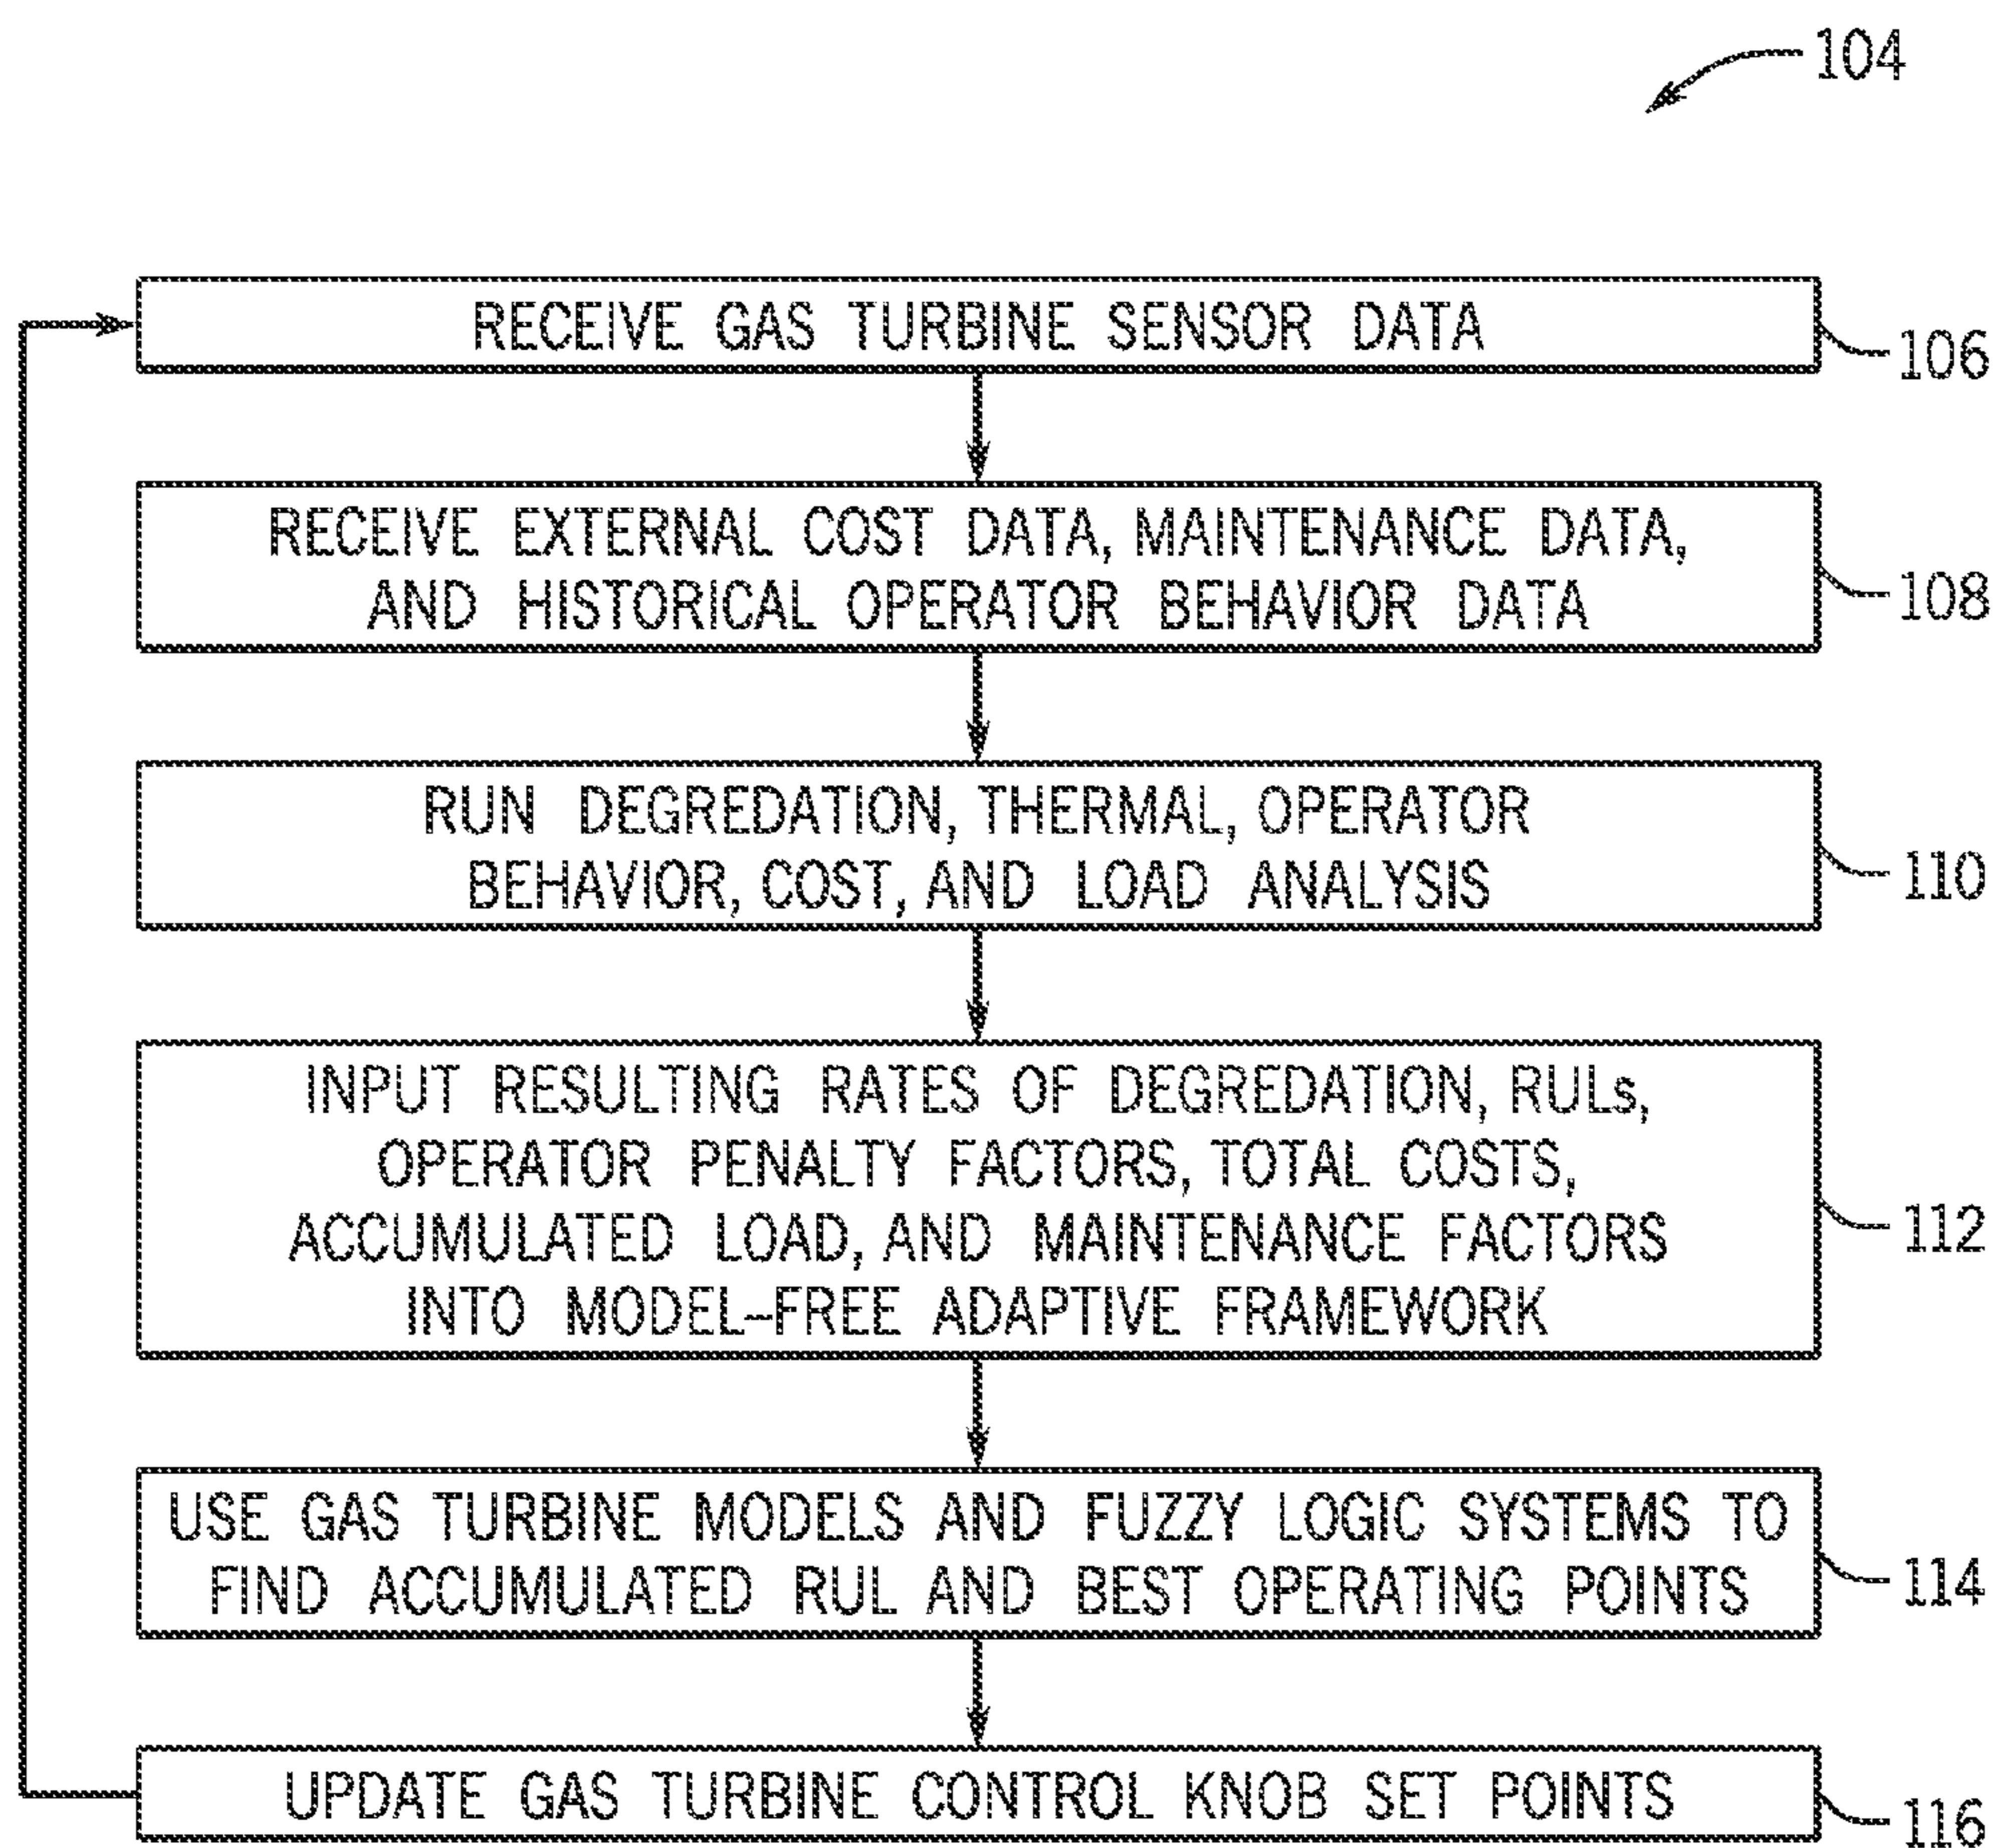 104
RECEIVE GAS TURBINE SENSOR DATA
106
RECEIVE EXTERNAL COST DATA, MAINTENANCE DATA,
AND HISTORICAL OPERATOR BEHAVIOR DATA
108
RUN DEGREDATION, THERMAL, OPERATOR
BEHAVIOR, COST, AND LOAD ANALYSIS
110
INPUT RESULTING RATES OF DEGREDATION, RULs,
OPERATOR PENALTY FACTORS, TOTAL COSTS,
ACCUMULATED LOAD, AND MAINTENANCE FACTORS
INTO MODEL-FREE ADAPTIVE FRAMEWORK
112
USE GAS TURBINE MODELS AND FUZZY LOGIC SYSTEMS TO
FIND ACCUMULATED RUL AND BEST OPERATING POINTS
114
UPDATE GAS TURBINE CONTROL KNOB SET POINTS
116